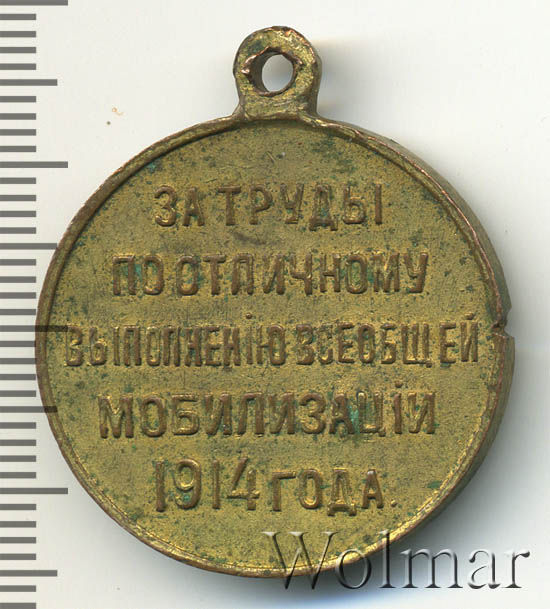 ЗА ТРУДЫ
ПО ОТЛИЧНОМУ
ВЫПОЛНЕНІЮ ВСЕОБЩЕЙ
МОБИЛИЗАЦІИ
1914 ГОДА.
Wolmar